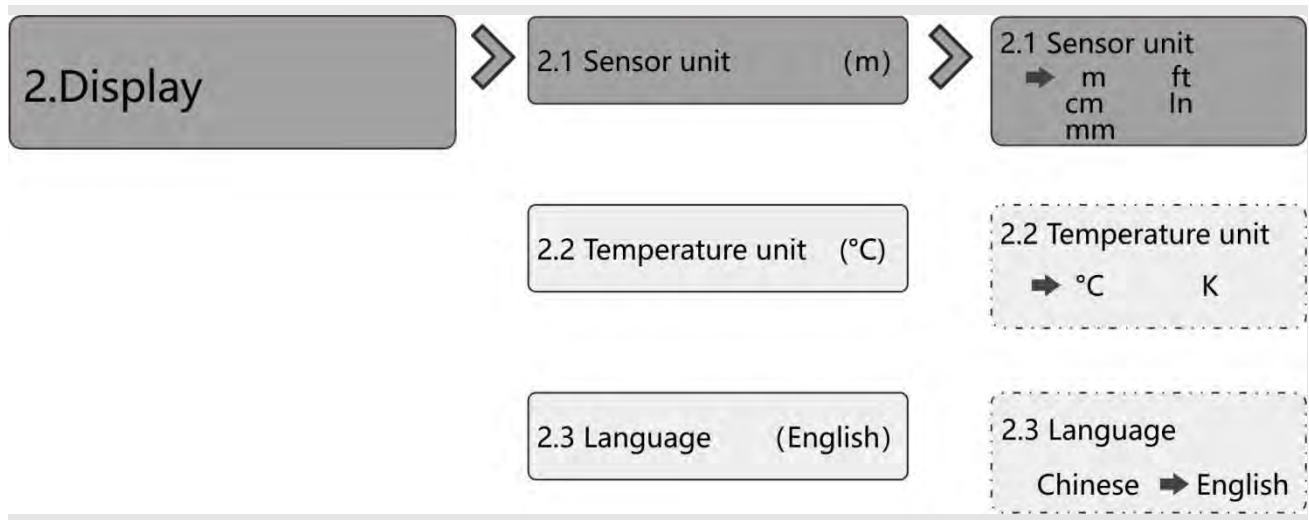 2.Display
2.1 Sensor unit (m)
2.1 Sensor unit
m ft
cm In
mm
2.2 Temperature unit (°C)
2.2 Temperature unit
°C K
2.3 Language (English)
2.3 Language
Chinese English